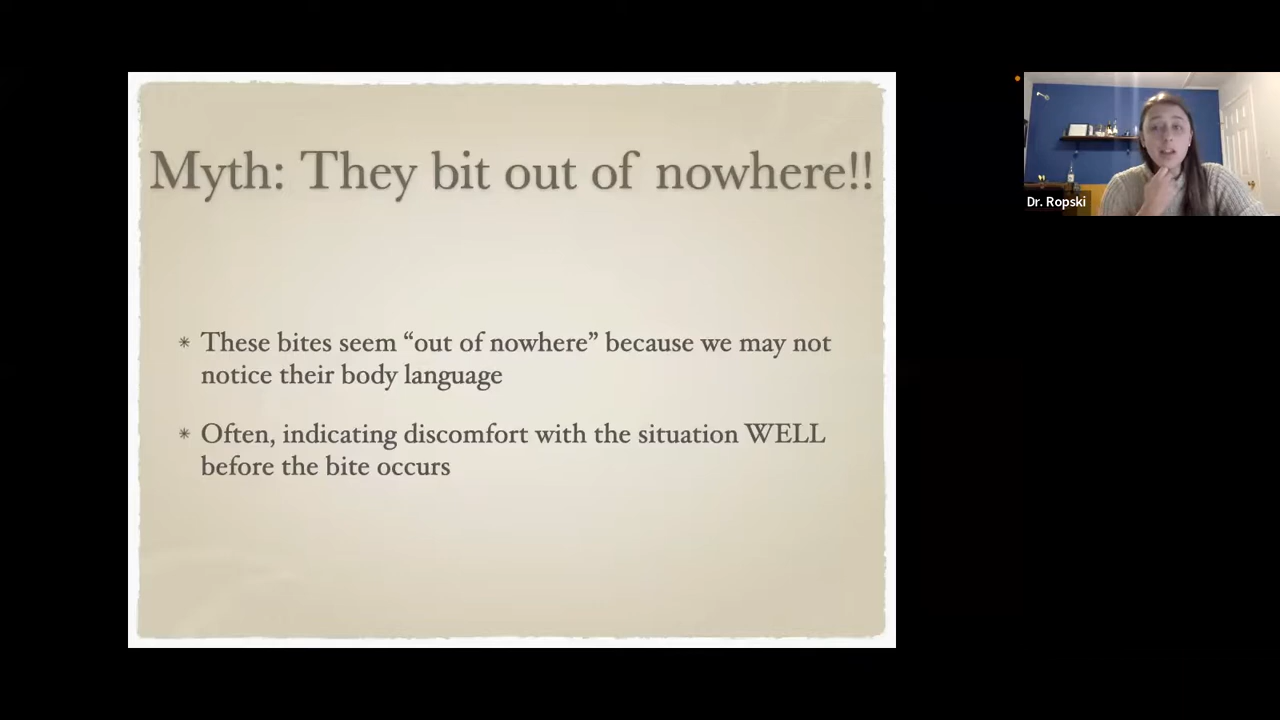 Myth: They bit out of nowhere!!
* These bites seem “out of nowhere” because we may not
notice their body language
* Often, indicating discomfort with the situation WELL
before the bite occurs
Dr. Ropski